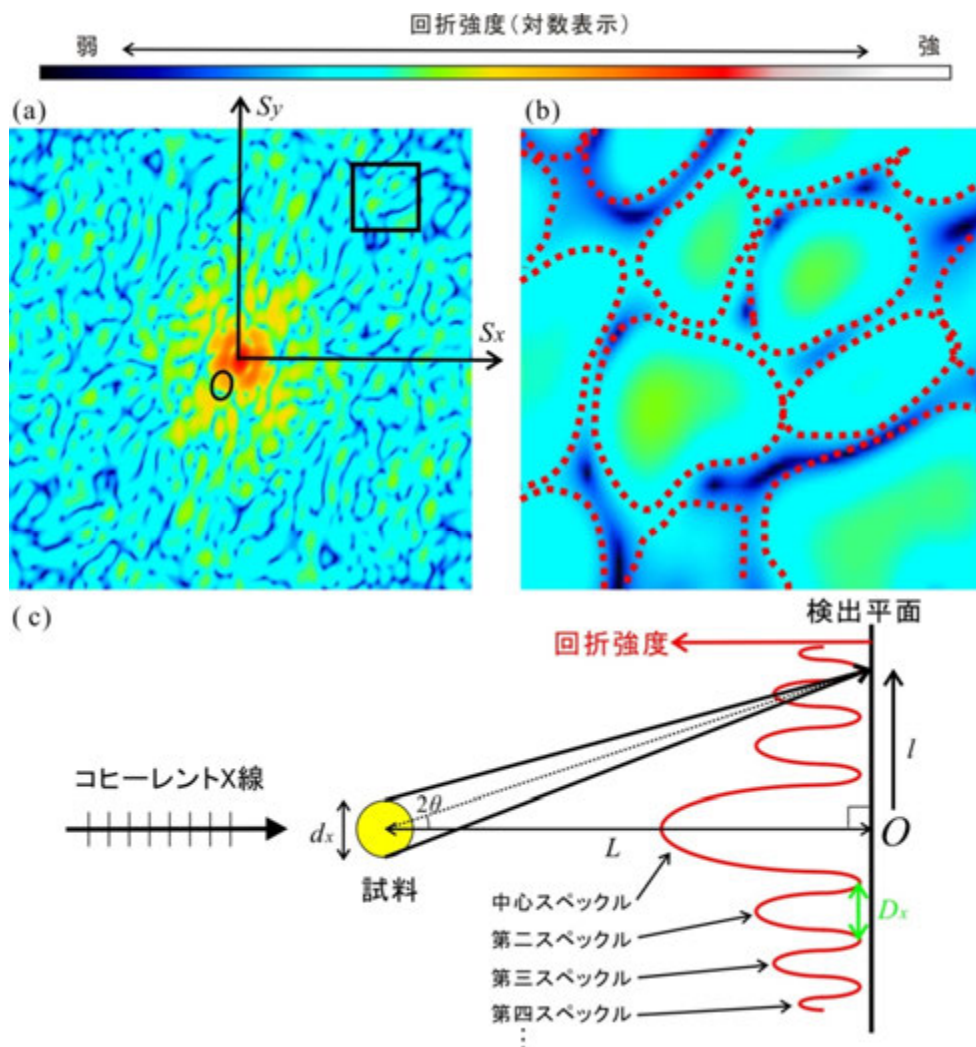 回折強度(対数表示)
弱
強
(a)
Sy
(b)
Sx
O
(c)
検出平面
回折強度
l
コヒーレントX線
2θ
dx
L
O
試料
中心スペックル
Dx
第二スペックル
第三スペックル
第四スペックル
⋮